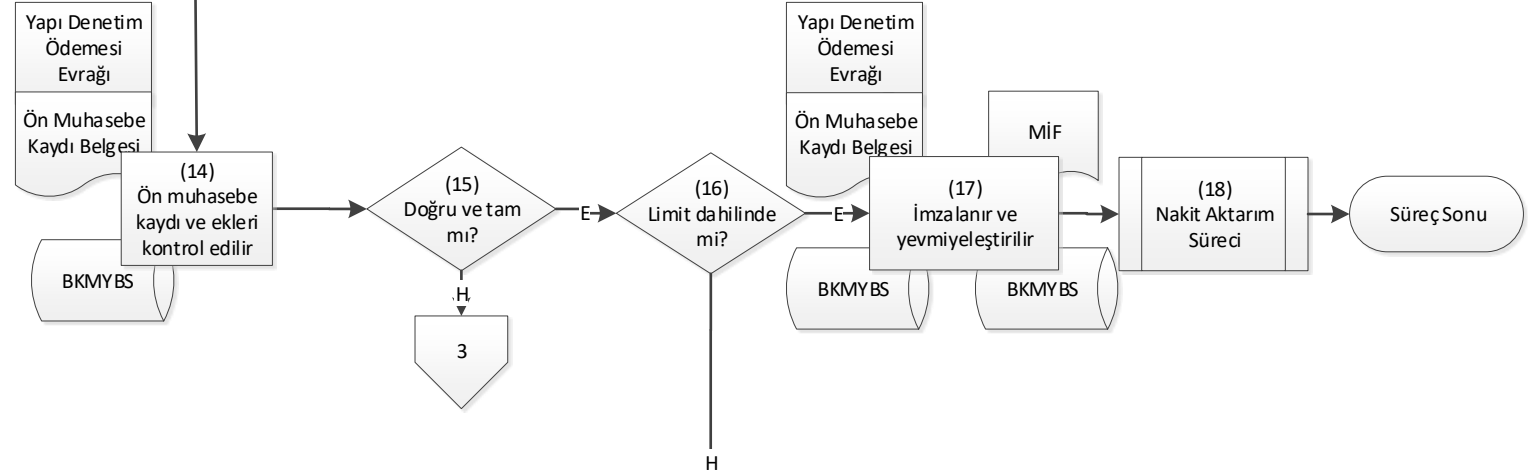 Yapı Denetim
Ödemesi
Evrağı
Ön Muhasebe
Kaydı Belgesi
(14)
Ön muhasebe
kaydı ve ekleri
kontrol edilir
BKMYBS
(15)
Doğru ve tam
mı?
E
H
3
(16)
Limit dahilinde
mi?
E
H
Yapı Denetim
Ödemesi
Evrağı
Ön Muhasebe
Kaydı Belgesi
MİF
(17)
İmzalanır ve
yevmiyeleştirilir
BKMYBS
BKMYBS
(18)
Nakit Aktarım
Süreci
Süreç Sonu